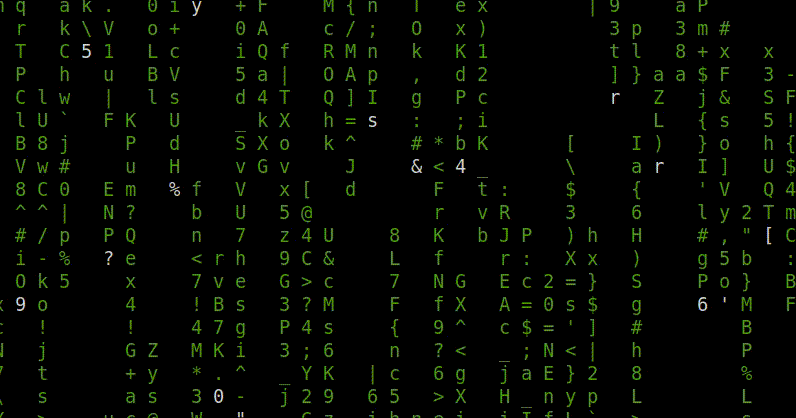 q a k . 0 i y + F M { n e x | 9 a P
r k \ V o + 0 A c / ; O x ) 3 p 3 m #
T C 5 1 L c i Q f R M n k K 1 t l 8 + x x
P h u B V 5 a | O A p , d 2 ] } a a $ F 3 -
C l w | l s d 4 T Q ] I g P c r Z j & S F
l U ` F K U _ k X h = s : ; i L { s 5 !
B 8 j P d S X o k ^ # * b K [ I ) } o h {
V w # u H v G v J & < 4 _ \ a r I ] U $
8 C 0 E m % f V x [ d F t : $ { ' V Q 4
^ ^ | N ? b U 5 @ r v R 3 6 l y 2 T m
# / p P Q n 7 z 4 U 8 K b J P ) h H # , " [ C
i - % ? e < r h 9 C & L f r : X x ) g 5 b :
O k 5 x 7 v e G > c 7 N G E c 2 = } S P o } B
9 o 4 ! B s 3 ? M F f X A = 0 s $ g 6 ' M F
! ! 4 7 g P 4 s { 9 ^ c $ = ' ] # B
j G Z M K i 3 ; 6 n ? < _ ; N < | h P
t + y * . ^ _ Y K | c 6 g j a E } 2 8 %
s a s 3 0 - j 2 9 6 5 > X H _ n y p L L